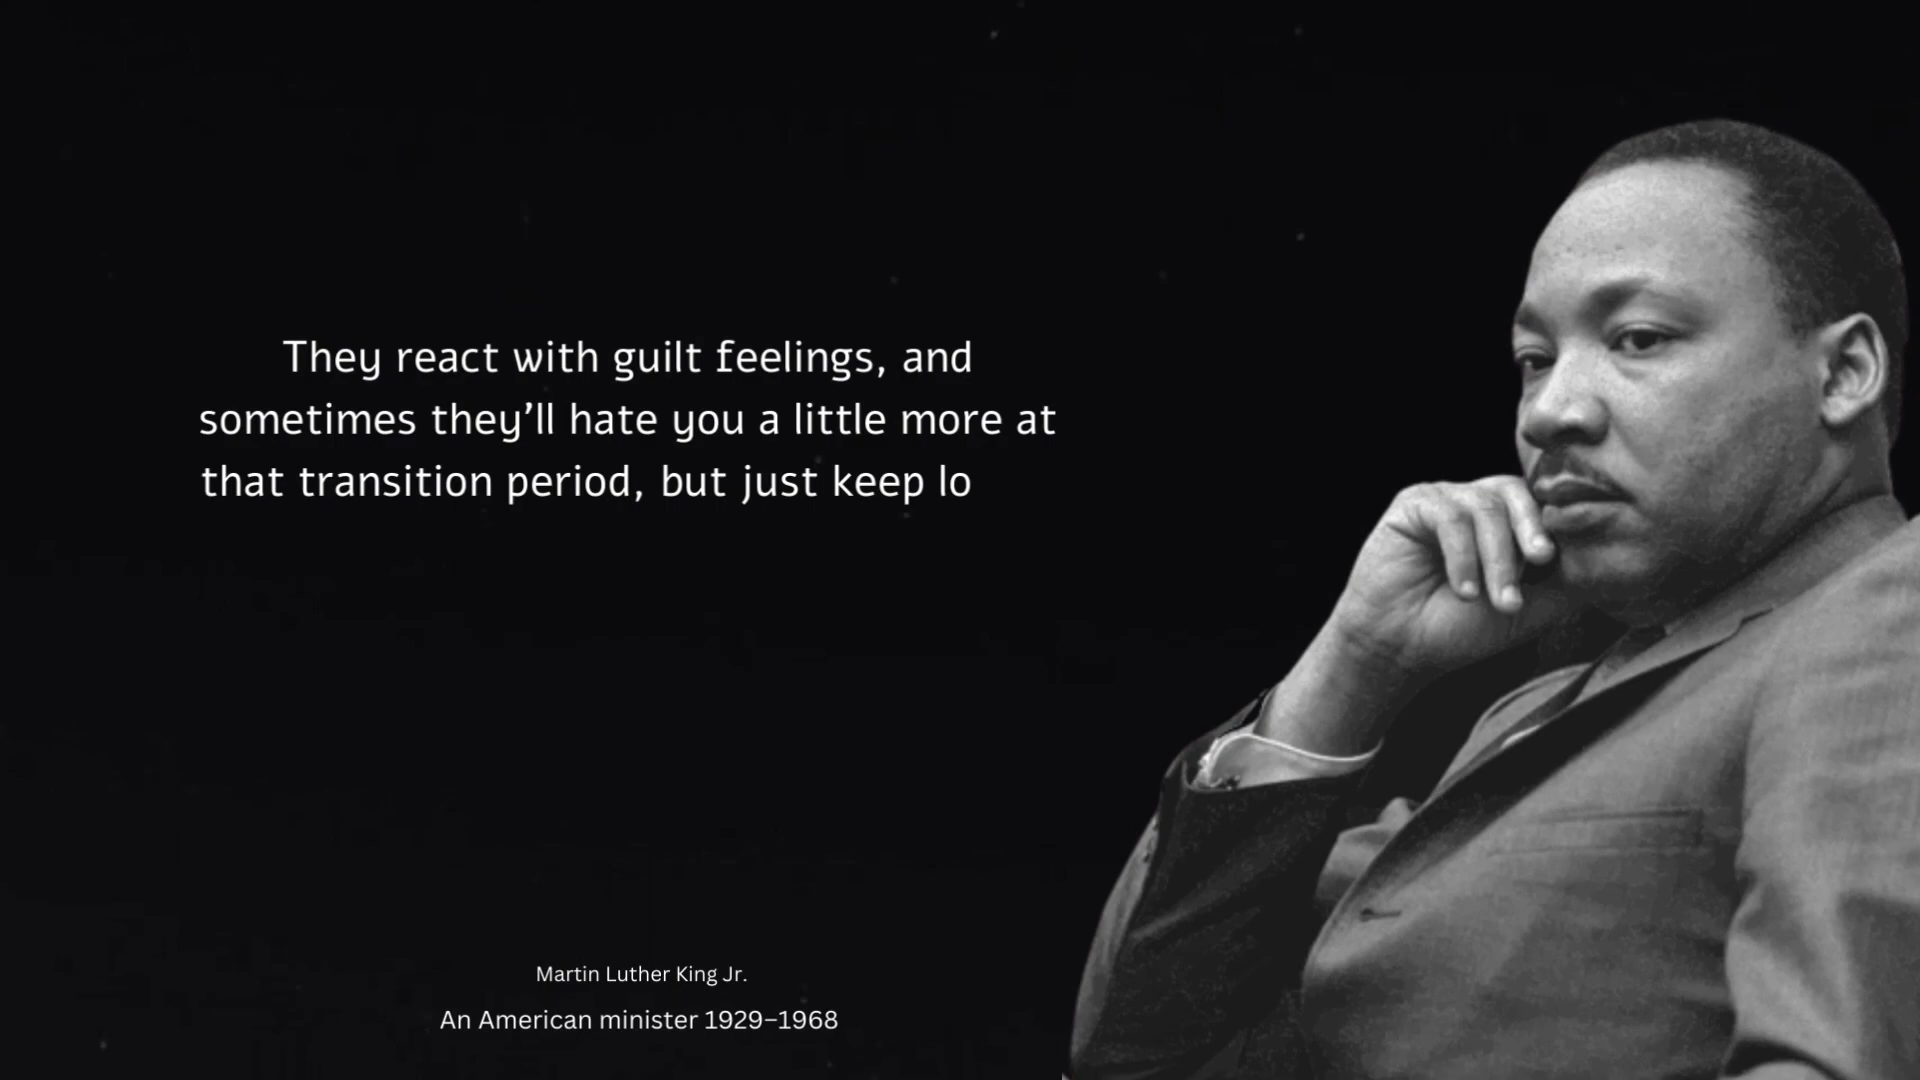 They react with guilt feelings, and
sometimes they’ll hate you a little more at
that transition period, but just keep lo
Martin Luther King Jr.
An American minister 1929–1968